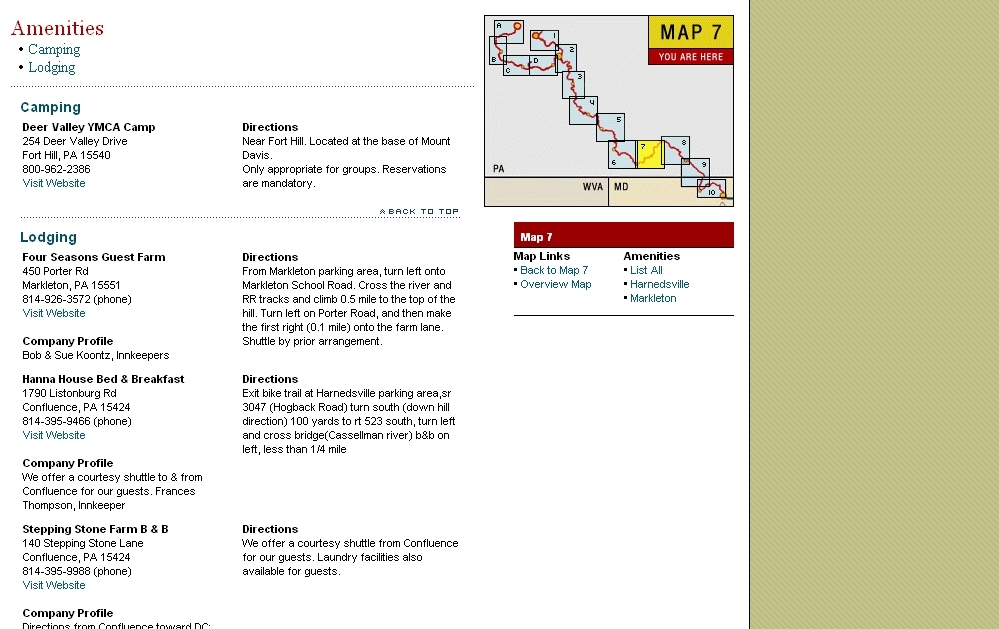 Amenities
• Camping
• Lodging
Camping
Deer Valley YMCA Camp
254 Deer Valley Drive
Fort Hill, PA 15540
800-962-2386
Visit Website
Directions
Near Fort Hill. Located at the base of Mount
Davis.
Only appropriate for groups. Reservations
are mandatory.
BACK TO TOP
Lodging
Four Seasons Guest Farm
450 Porter Rd
Markleton, PA 15551
814-926-3572 (phone)
Visit Website
Company Profile
Bob & Sue Koontz, Innkeepers
Directions
From Markleton parking area, turn left onto
Markleton School Road. Cross the river and
RR tracks and climb 0.5 mile to the top of the
hill. Turn left on Porter Road, and then make
the first right (0.1 mile) onto the farm lane.
Shuttle by prior arrangement.
Hanna House Bed & Breakfast
1790 Listonburg Rd
Confluence, PA 15424
814-395-9466 (phone)
Visit Website
Company Profile
We offer a courtesy shuttle to & from
Confluence for our guests. Frances
Thompson, Innkeeper
Directions
Exit bike trail at Harnedsville parking area,sr
3047 (Hogback Road) turn south (down hill
direction) 100 yards to rt 523 south, turn left
and cross bridge(Cassellman river) b&b on
left, less than 1/4 mile
Stepping Stone Farm B & B
140 Stepping Stone Lane
Confluence, PA 15424
814-395-9988 (phone)
Visit Website
Company Profile
Directions from Confluence toward DC:
Directions
We offer a courtesy shuttle from Confluence
for our guests. Laundry facilities also
available for guests.
MAP 7
YOU ARE HERE
A
B
C
D
1
2
3
4
5
6
7
8
9
10
PA
WVA
MD
Map 7
Map Links
• Back to Map 7
• Overview Map
Amenities
• List All
• Harnedsville
• Markleton